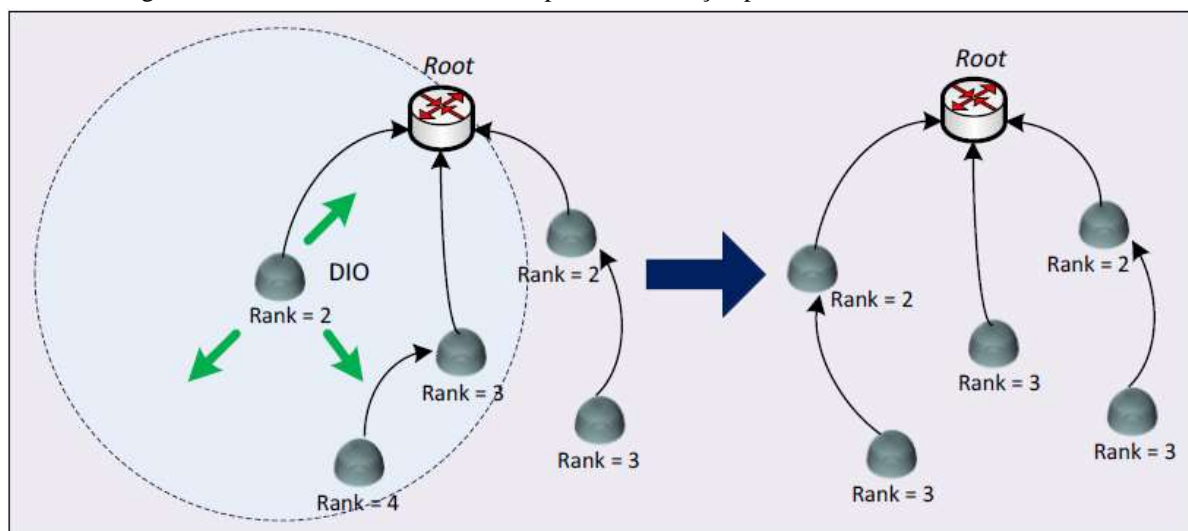 Root
DIO
Rank = 2
Rank = 2
Rank = 3
Rank = 4
Rank = 3
Root
Rank = 2
Rank = 2
Rank = 3
Rank = 3
Rank = 3